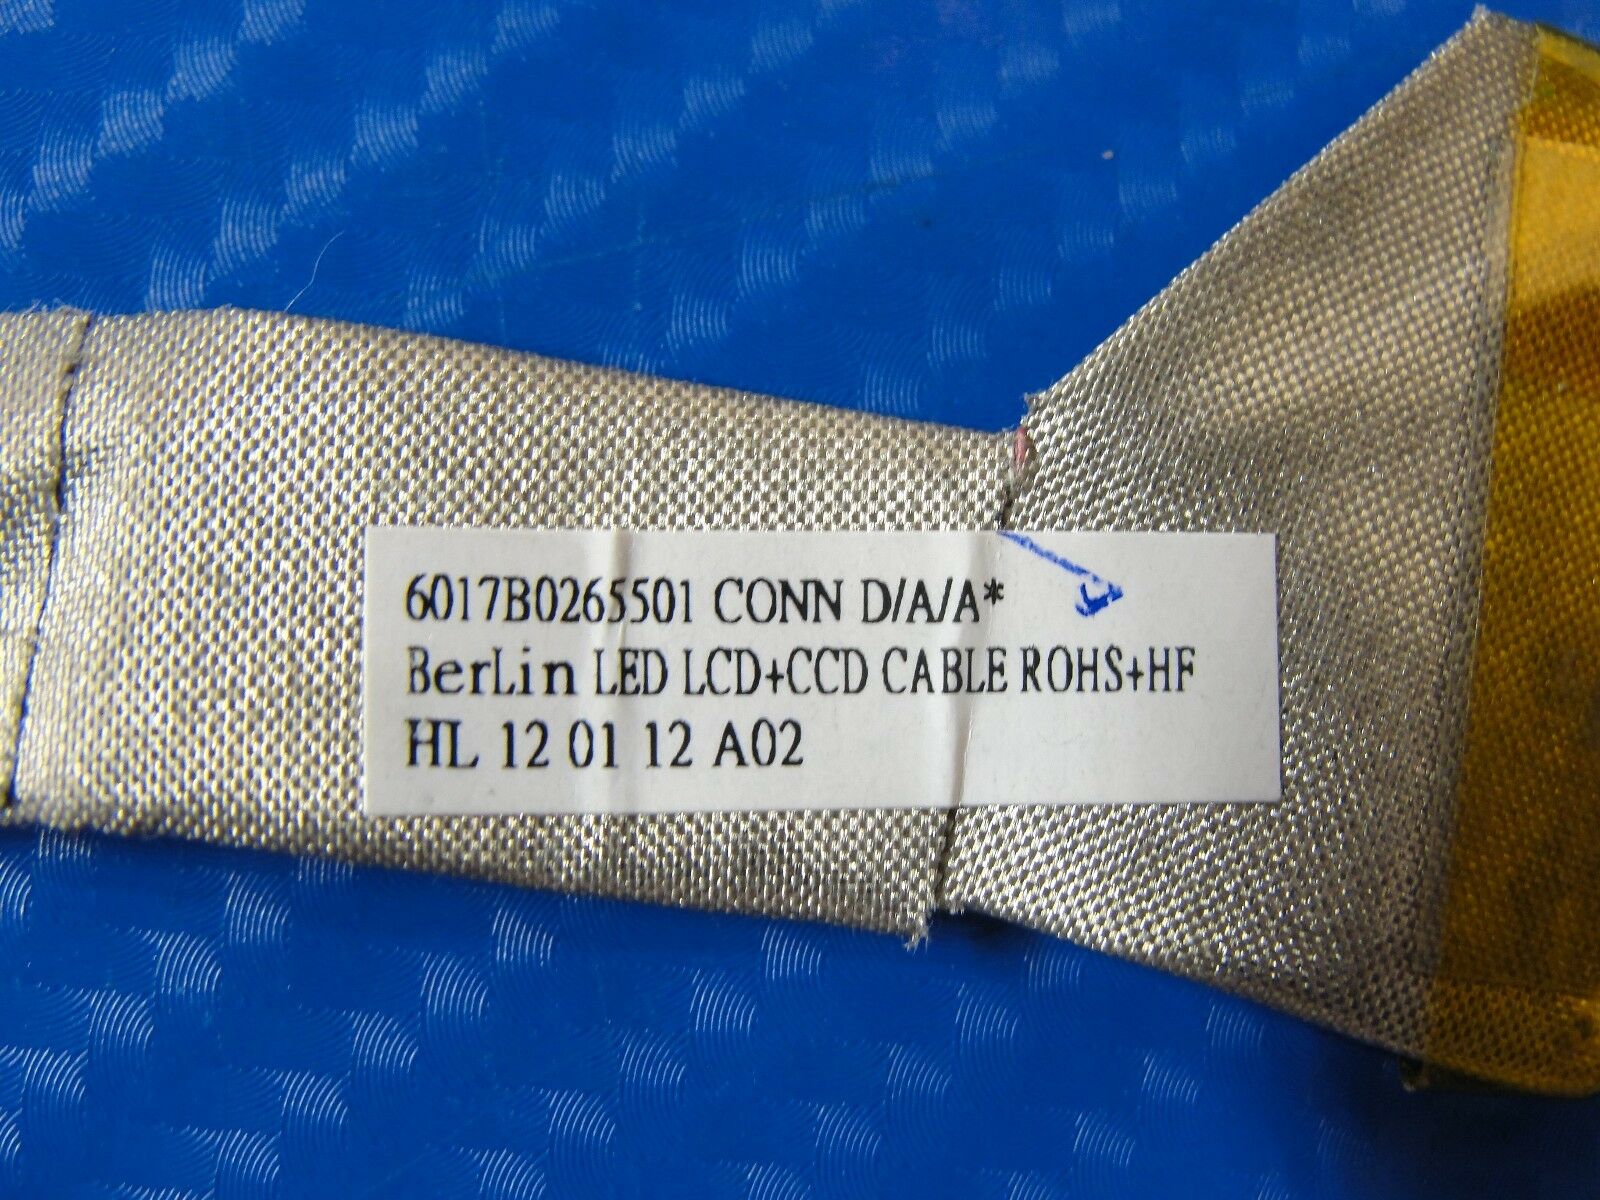 6017B0265501 CONN D/A/A*
BerLin LED LCD+CCD CABLE ROHS+HF
HL 12 01 12 A02